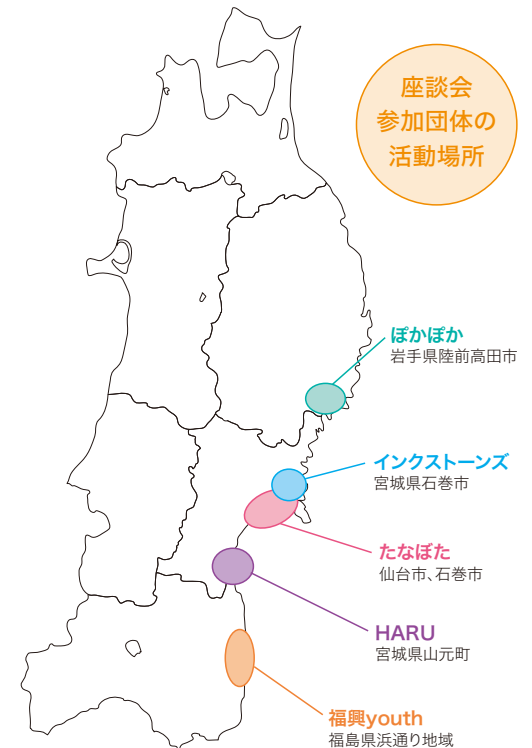 座談会
参加団体の
活動場所
ぽかぽか
岩手県陸前高田市
インクストーンズ
宮城県石巻市
たなぼた
仙台市、石巻市
HARU
宮城県山元町
福興youth
福島県浜通り地域